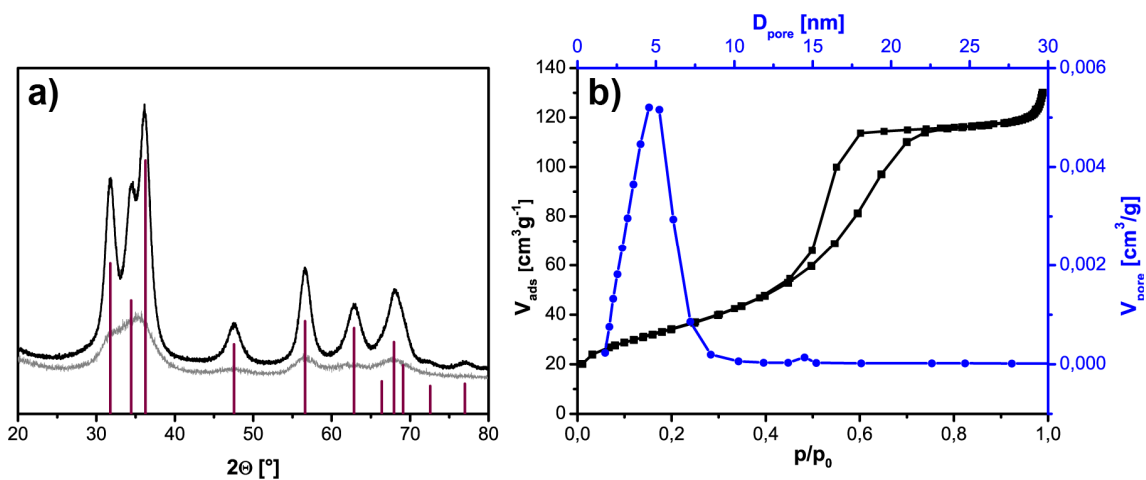 a)
20 30 40 50 60 70 80
2Θ [°]
b)
D_pore [nm]
0 5 10 15 20 25 30
V_ads [cm³g⁻¹]
140
120
100
80
60
40
20
0
0,0 0,2 0,4 0,6 0,8 1,0
p/p₀
0,006
0,004
0,002
0,000
V_pore [cm³/g]